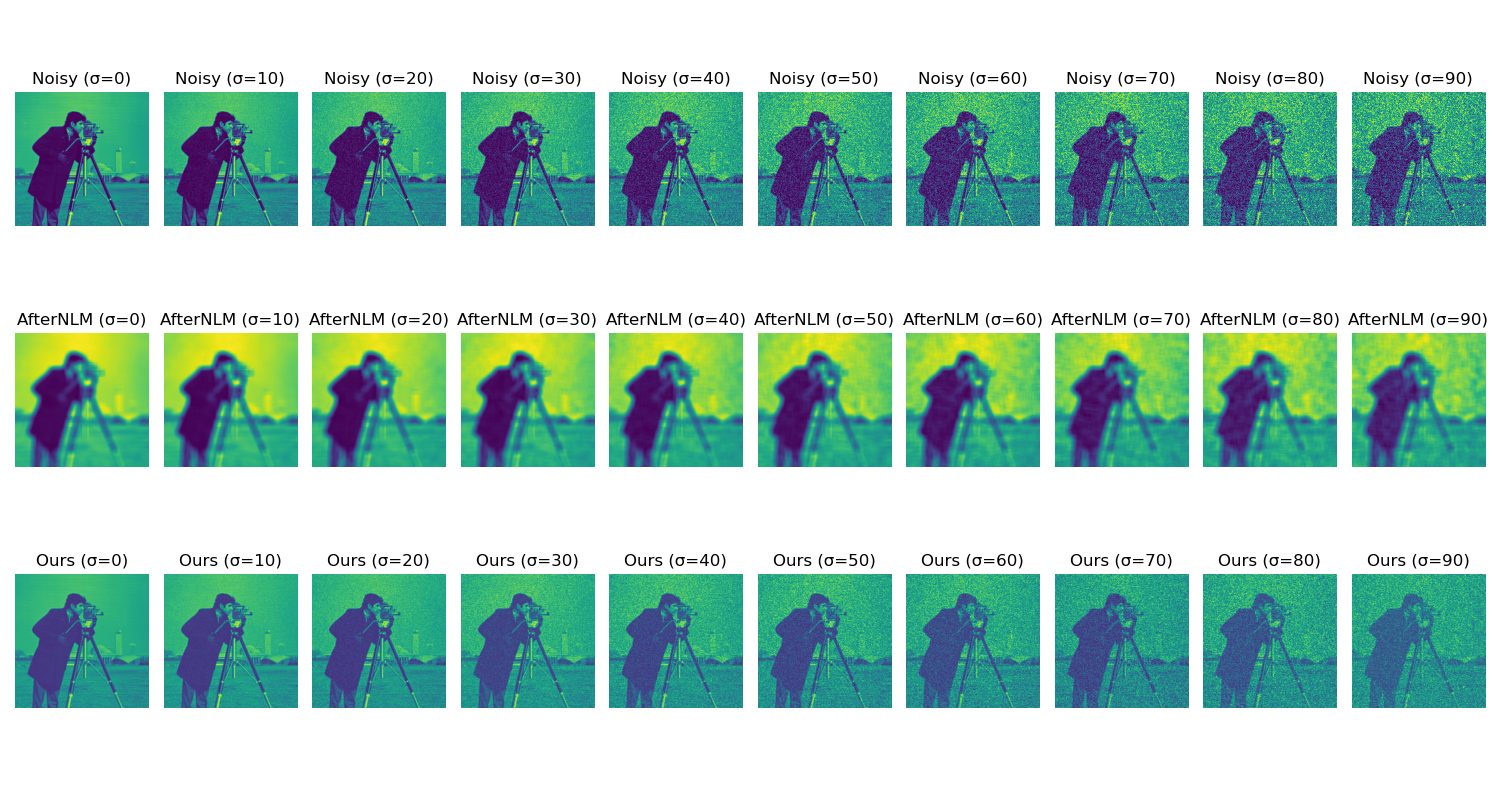 Noisy (σ=0) Noisy (σ=10) Noisy (σ=20) Noisy (σ=30) Noisy (σ=40) Noisy (σ=50) Noisy (σ=60) Noisy (σ=70) Noisy (σ=80) Noisy (σ=90)
AfterNLM (σ=0) AfterNLM (σ=10) AfterNLM (σ=20) AfterNLM (σ=30) AfterNLM (σ=40) AfterNLM (σ=50) AfterNLM (σ=60) AfterNLM (σ=70) AfterNLM (σ=80) AfterNLM (σ=90)
Ours (σ=0) Ours (σ=10) Ours (σ=20) Ours (σ=30) Ours (σ=40) Ours (σ=50) Ours (σ=60) Ours (σ=70) Ours (σ=80) Ours (σ=90)